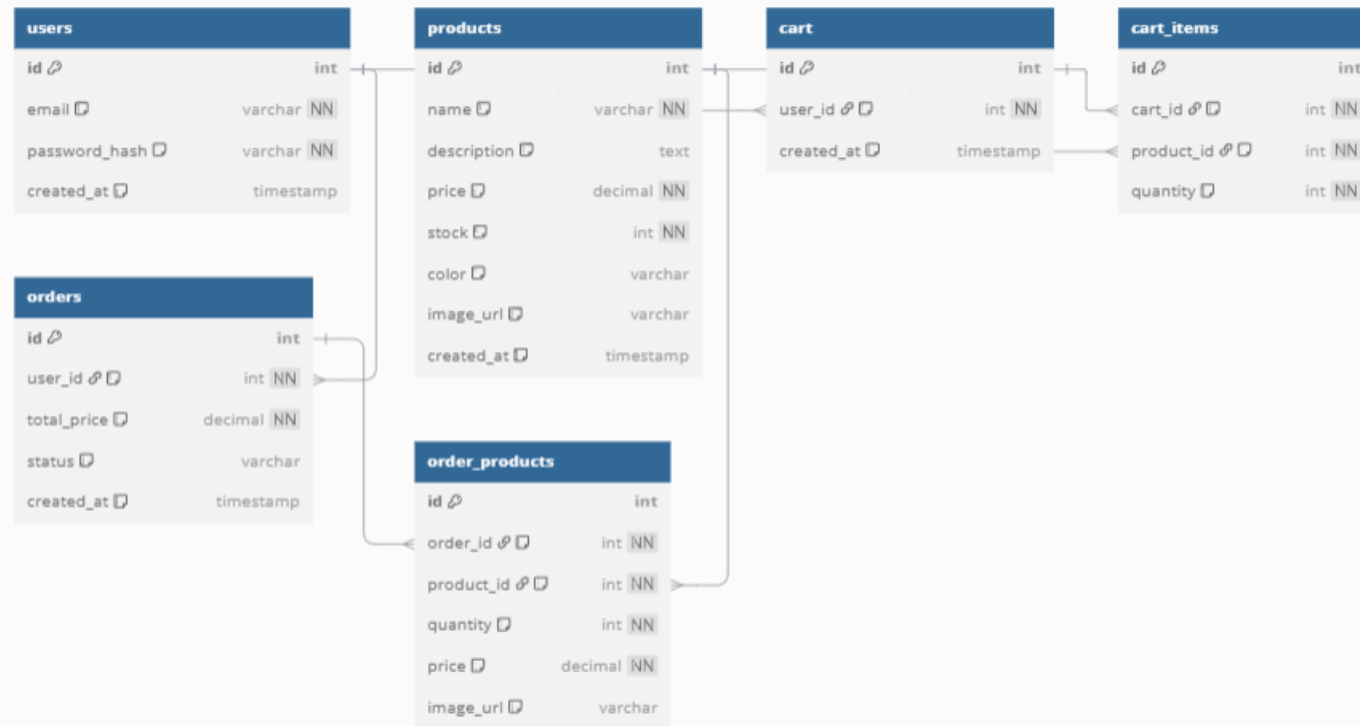 users
id int
email varchar NN
password_hash varchar NN
created_at timestamp
products
id int
name varchar NN
description text
price decimal NN
stock int NN
color varchar
image_url varchar
created_at timestamp
cart
id int
user_id int NN
created_at timestamp
cart_items
id int
cart_id int NN
product_id int NN
quantity int NN
orders
id int
user_id int NN
total_price decimal NN
status varchar
created_at timestamp
order_products
id int
order_id int NN
product_id int NN
quantity int NN
price decimal NN
image_url varchar